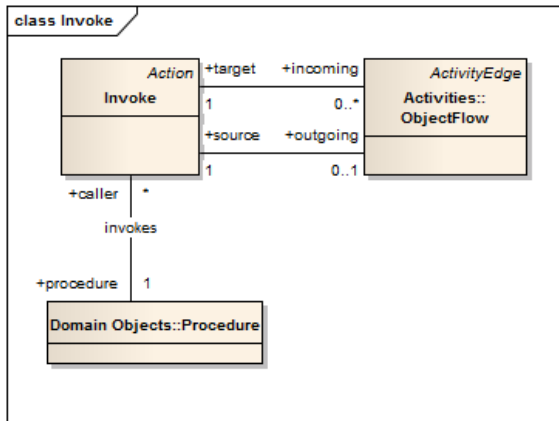 class Invoke
Action
Invoke
+target
+incoming
1
0..*
ActivityEdge
Activities::
ObjectFlow
+source
+outgoing
1
0..1
+caller
*
invokes
+procedure
1
Domain Objects::Procedure